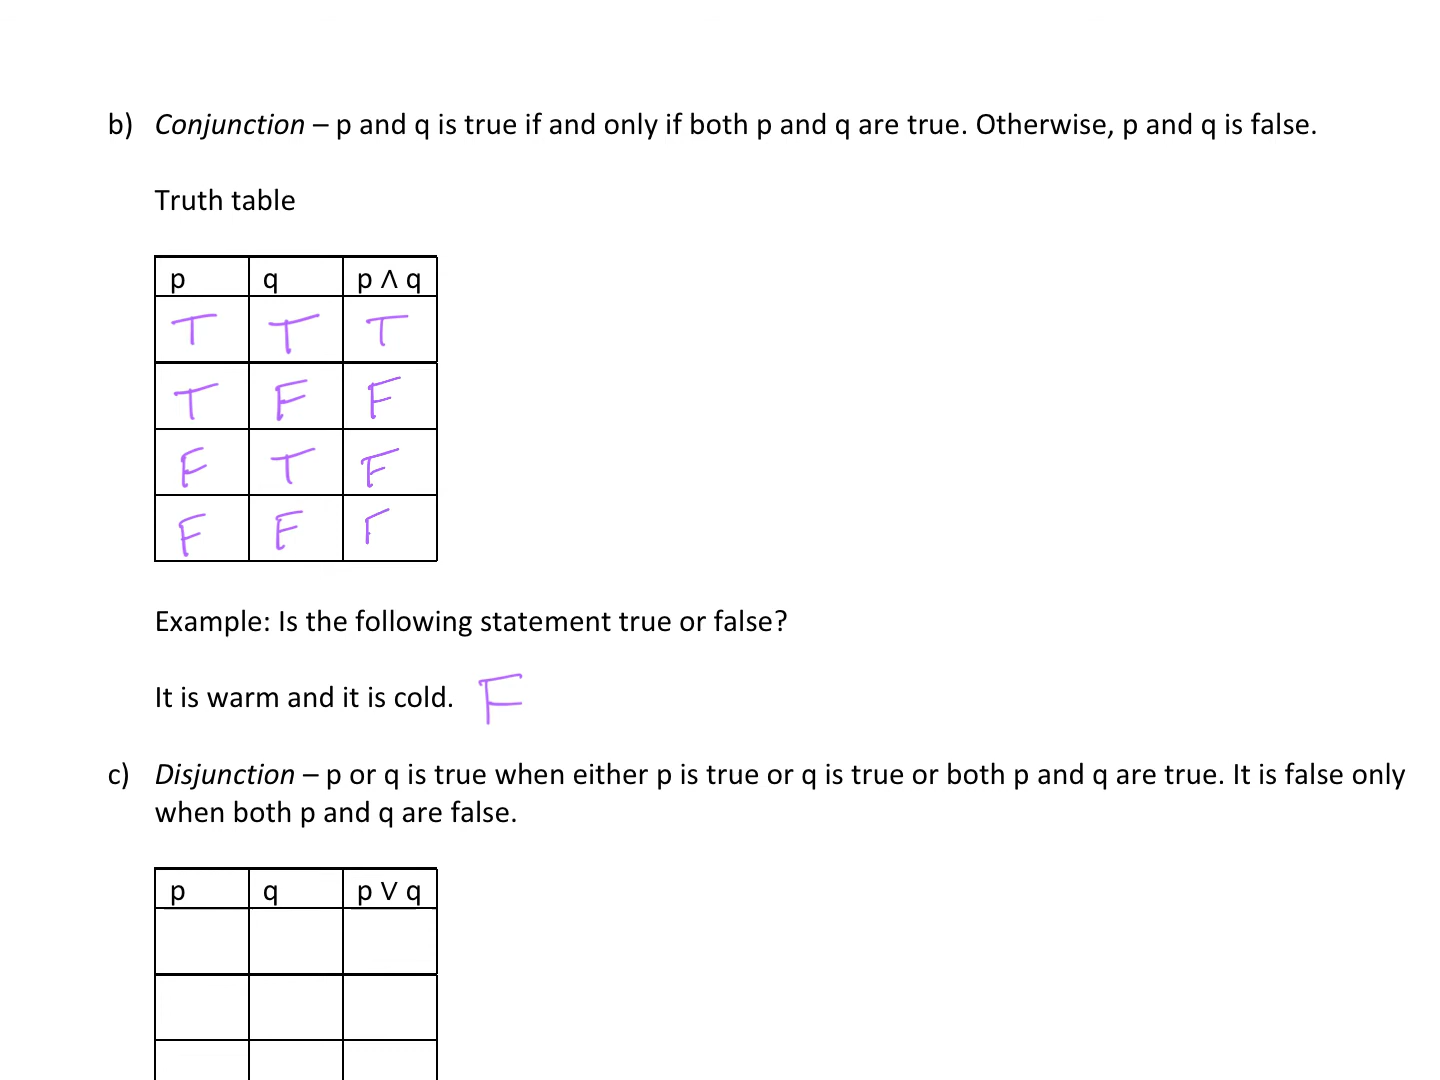 b) Conjunction – p and q is true if and only if both p and q are true. Otherwise, p and q is false.
Truth table
p q p ∧ q
T T T
T F F
F T F
F F F
Example: Is the following statement true or false?
It is warm and it is cold. F
c) Disjunction – p or q is true when either p is true or q is true or both p and q are true. It is false only
when both p and q are false.
p q p ∨ q